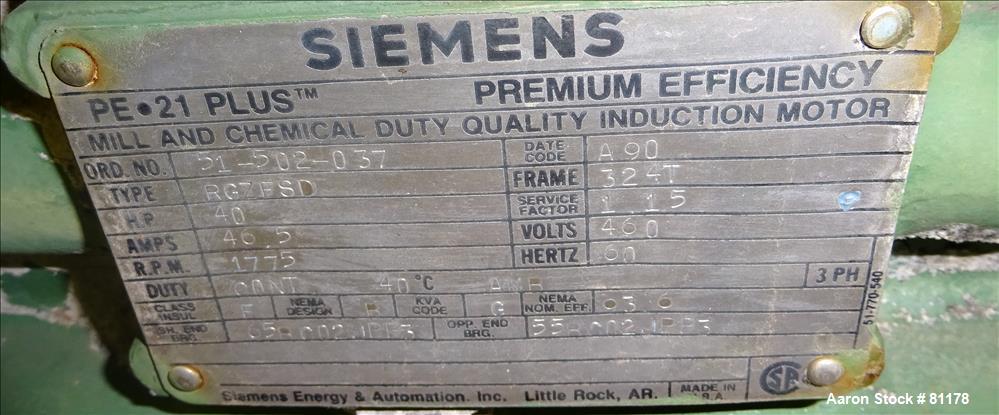 SIEMENS
PE•21 PLUS™ PREMIUM EFFICIENCY
MILL AND CHEMICAL DUTY QUALITY INDUCTION MOTOR
ORD. NO. 51-502-037 DATE CODE A90
TYPE RGZESD FRAME 324T
H.P. 40 SERVICE FACTOR 1.15
AMPS 46.5 VOLTS 460
R.P.M. 1775 HERTZ 60
DUTY CONT 40°C AMB 3 PH
CLASS INSUL F NEMA DESIGN B KVA CODE G NEMA NOM. EFF.
SH. END BRG. OPP. END BRG.
51-770-540
Siemens Energy & Automation, Inc. Little Rock, AR. MADE IN
Aaron Stock # 81178